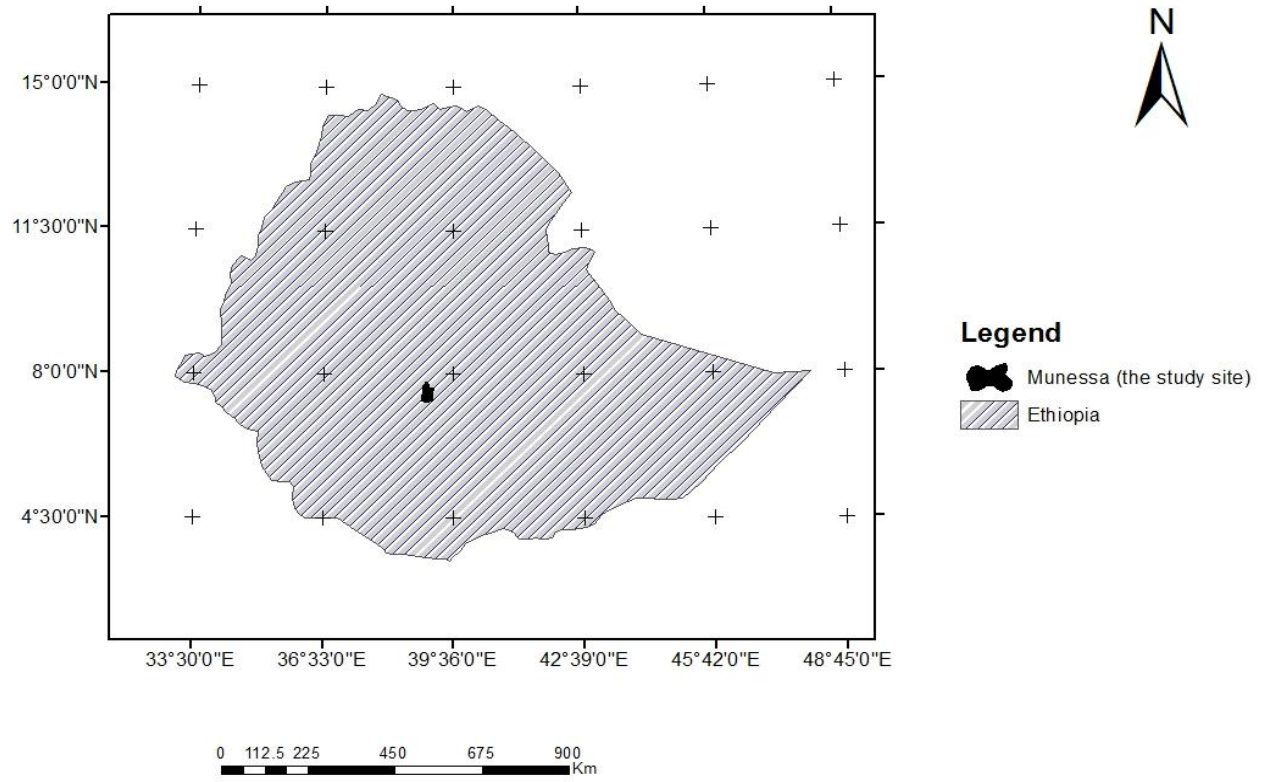 N
15°0'0"N
11°30'0"N
8°0'0"N
4°30'0"N
33°30'0"E 36°33'0"E 39°36'0"E 42°39'0"E 45°42'0"E 48°45'0"E
Legend
Munessa (the study site)
Ethiopia
0 112.5 225 450 675 900
Km